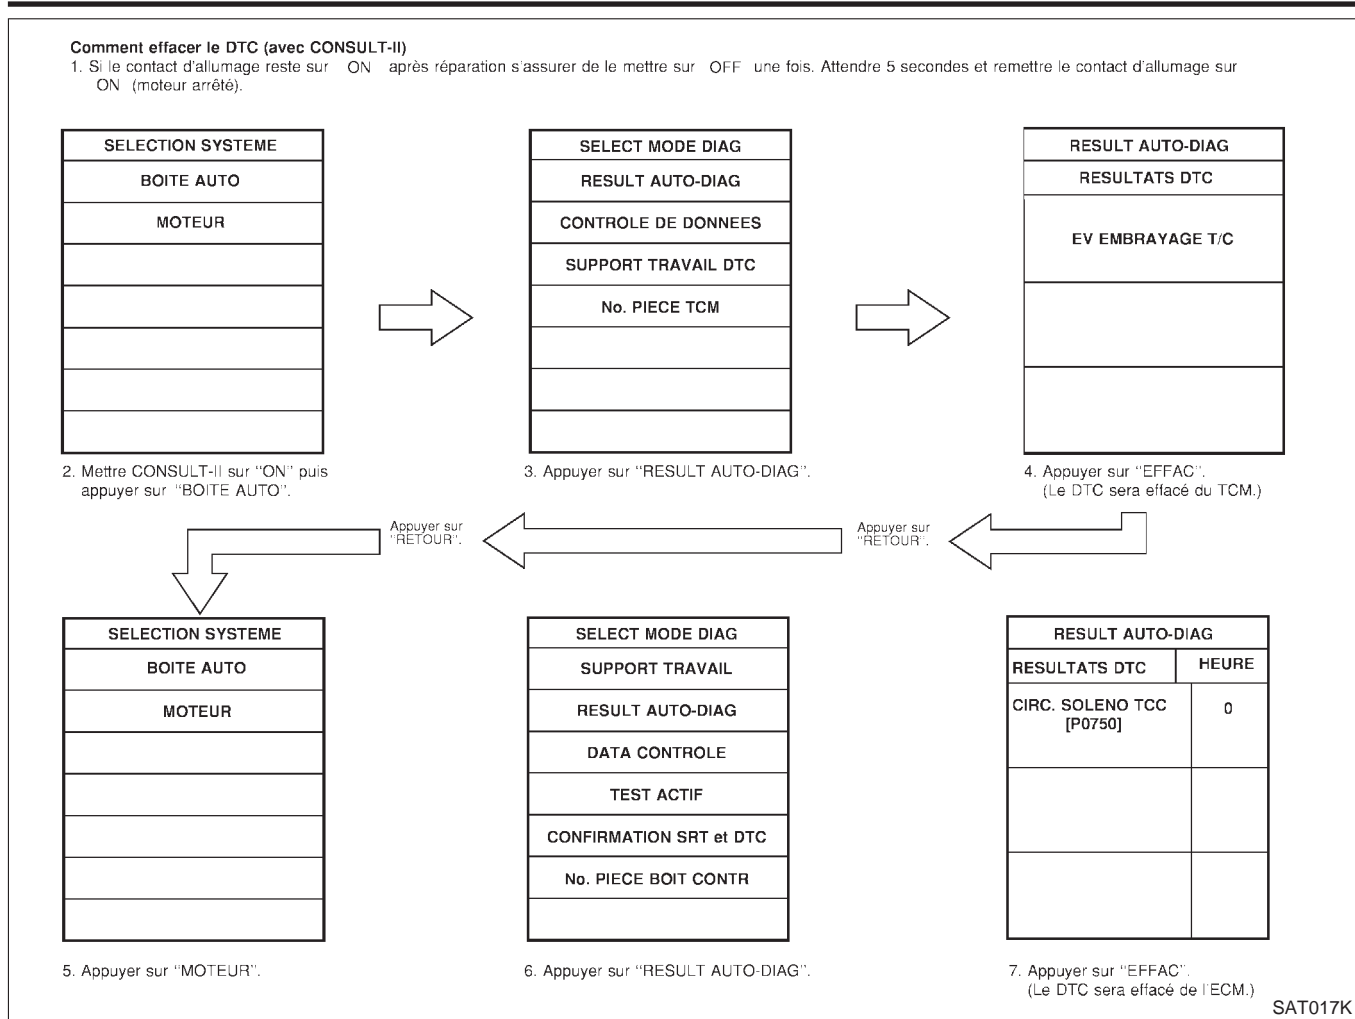 Comment effacer le DTC (avec CONSULT-II)
1. Si le contact d'allumage reste sur ON après réparation s'assurer de le mettre sur OFF une fois. Attendre 5 secondes et remettre le contact d'allumage sur
ON (moteur arrêté).
SELECTION SYSTEME
BOITE AUTO
MOTEUR
2. Mettre CONSULT-II sur "ON" puis
appuyer sur "BOITE AUTO".
SELECT MODE DIAG
RESULT AUTO-DIAG
CONTROLE DE DONNEES
SUPPORT TRAVAIL DTC
No. PIECE TCM
3. Appuyer sur "RESULT AUTO-DIAG".
RESULT AUTO-DIAG
RESULTATS DTC
EV EMBRAYAGE T/C
4. Appuyer sur "EFFAC".
(Le DTC sera effacé du TCM.)
Appuyer sur
"RETOUR".
Appuyer sur
"RETOUR".
SELECTION SYSTEME
BOITE AUTO
MOTEUR
5. Appuyer sur "MOTEUR".
SELECT MODE DIAG
SUPPORT TRAVAIL
RESULT AUTO-DIAG
DATA CONTROLE
TEST ACTIF
CONFIRMATION SRT et DTC
No. PIECE BOIT CONTR
6. Appuyer sur "RESULT AUTO-DIAG".
RESULT AUTO-DIAG
RESULTATS DTC HEURE
CIRC. SOLENO TCC 0
[P0750]
7. Appuyer sur "EFFAC".
(Le DTC sera effacé de l'ECM.)
SAT017K